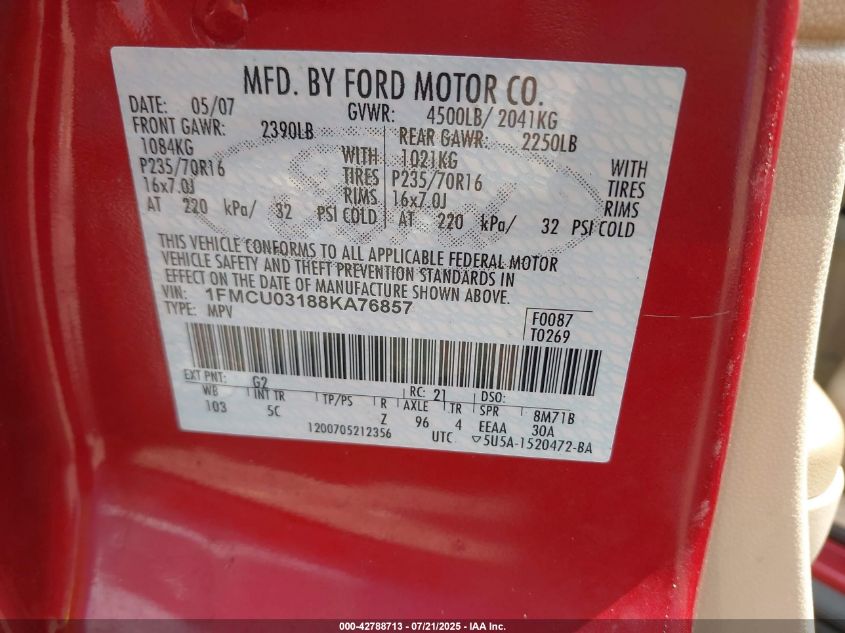 MFD. BY FORD MOTOR CO.
DATE: 05/07 GVWR: 4500LB/ 2041KG
FRONT GAWR: 2390LB REAR GAWR: 2250LB
1084KG WITH 1021KG WITH
P235/70R16 TIRES P235/70R16 TIRES
16x7.0J RIMS 16x7.0J RIMS
AT 220 kPa/ 32 PSI COLD AT 220 kPa/ 32 PSI COLD
THIS VEHICLE CONFORMS TO ALL APPLICABLE FEDERAL MOTOR
VEHICLE SAFETY AND THEFT PREVENTION STANDARDS IN
EFFECT ON THE DATE OF MANUFACTURE SHOWN ABOVE.
VIN: 1FMCU03188KA76857
TYPE: MPV
F0087
T0269
EXT PNT: G2 RC: 21 DSO:
WB INT TR TP/PS R AXLE TR SPR 8M71B
103 5C Z 96 4 EEAA 30A
1200705212356 UTC ▽5U5A-1520472-BA
000-42788713 - 07/21/2025 - IAA Inc.